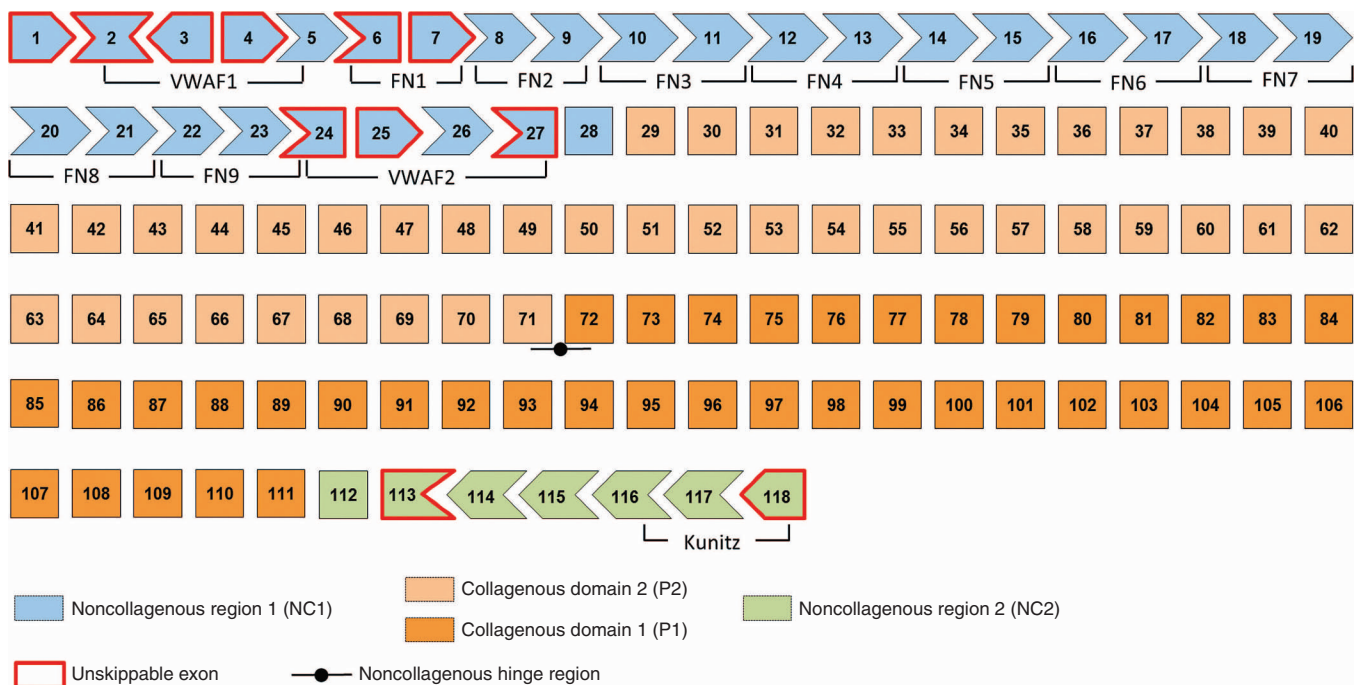 1 2 3 4 5 6 7 8 9 10 11 12 13 14 15 16 17 18 19
VWAF1 FN1 FN2 FN3 FN4 FN5 FN6 FN7
20 21 22 23 24 25 26 27 28 29 30 31 32 33 34 35 36 37 38 39 40
FN8 FN9 VWAF2
41 42 43 44 45 46 47 48 49 50 51 52 53 54 55 56 57 58 59 60 61 62
63 64 65 66 67 68 69 70 71 72 73 74 75 76 77 78 79 80 81 82 83 84
85 86 87 88 89 90 91 92 93 94 95 96 97 98 99 100 101 102 103 104 105 106
107 108 109 110 111 112 113 114 115 116 117 118
Kunitz
Noncollagenous region 1 (NC1)
Collagenous domain 2 (P2)
Collagenous domain 1 (P1)
Noncollagenous region 2 (NC2)
Unskippable exon
Noncollagenous hinge region